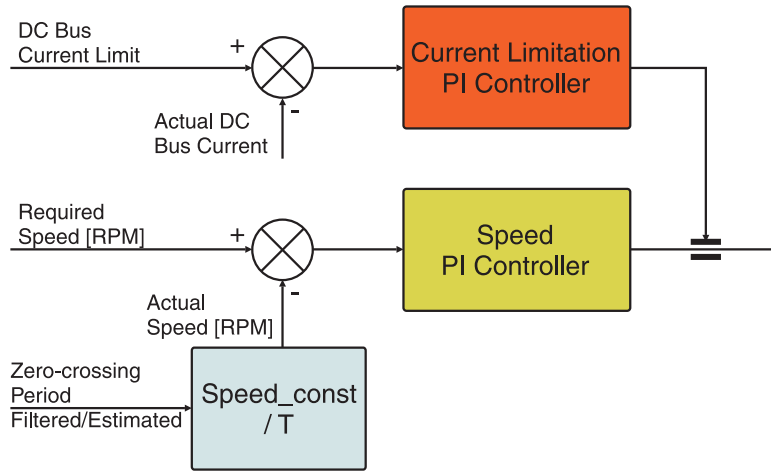 DC Bus
Current Limit
+
Current Limitation
PI Controller
-
Actual DC
Bus Current
Required
Speed [RPM]
+
Speed
PI Controller
-
Actual
Speed [RPM]
Zero-crossing
Period
Filtered/Estimated
Speed_const
/ T